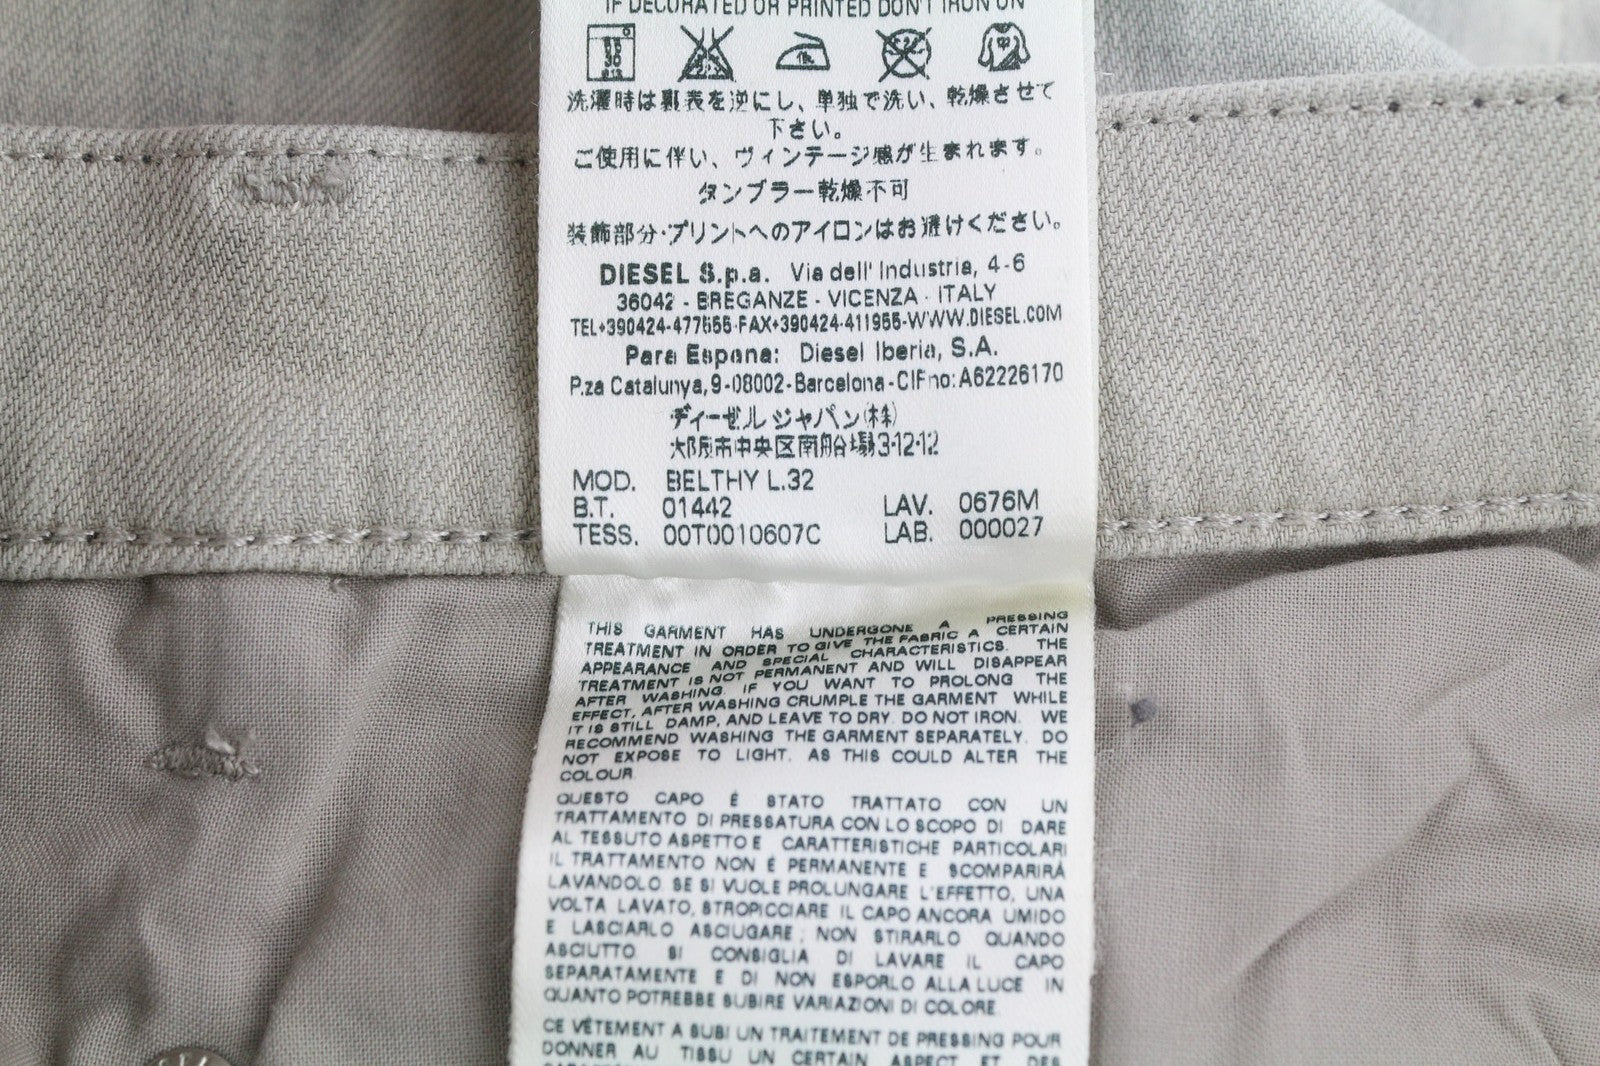 IF DECORATED OR PRINTED DON'T IRON ON
洗濯時は裏表を逆にし、単独で洗い、乾燥させて
下さい。
ご使用に伴い、ヴィンテージ感が生まれます。
タンブラー乾燥不可
装飾部分・プリントへのアイロンはお避けください。
DIESEL S.p.a. Via dell' Industria, 4-6
36042 - BREGANZE - VICENZA - ITALY
TEL+390424-477555-FAX+390424-411955-WWW.DIESEL.COM
Para Espana: Diesel Iberia, S.A.
P.za Catalunya, 9-08002-Barcelona-CIF no: A62226170
ディーゼル ジャパン(株)
大阪市中央区南船場3-12-12
MOD. BELTHY L.32
B.T. 01442 LAV. 0676M
TESS. 00T0010607C LAB. 000027
THIS GARMENT HAS UNDERGONE A PRESSING
TREATMENT IN ORDER TO GIVE THE FABRIC A CERTAIN
APPEARANCE AND SPECIAL CHARACTERISTICS. THE
TREATMENT IS NOT PERMANENT AND WILL DISAPPEAR
AFTER WASHING. IF YOU WANT TO PROLONG THE
EFFECT, AFTER WASHING CRUMPLE THE GARMENT WHILE
IT IS STILL DAMP, AND LEAVE TO DRY. DO NOT IRON. WE
RECOMMEND WASHING THE GARMENT SEPARATELY. DO
NOT EXPOSE TO LIGHT. AS THIS COULD ALTER THE
COLOUR
QUESTO CAPO É STATO TRATTATO CON UN
TRATTAMENTO DI PRESSATURA CON LO SCOPO DI DARE
AL TESSUTO ASPETTO E CARATTERISTICHE PARTICOLARI
IL TRATTAMENTO NON É PERMANENTE E SCOMPARIRÁ
LAVANDOLO. SE SI VUOLE PROLUNGARE L'EFFETTO, UNA
VOLTA LAVATO, STROPICCIARE IL CAPO ANCORA UMIDO
E LASCIARLO ASCIUGARE; NON STIRARLO QUANDO
ASCIUTTO SI CONSIGLIA DI LAVARE IL CAPO
SEPARATAMENTE E DI NON ESPORLO ALLA LUCE IN
QUANTO POTREBBE SUBIRE VARIAZIONI DI COLORE.
CE VÊTEMENT A SUBI UN TRAITEMENT DE PRESSING POUR
DONNER AU TISSU UN CERTAIN ASPECT ET DES